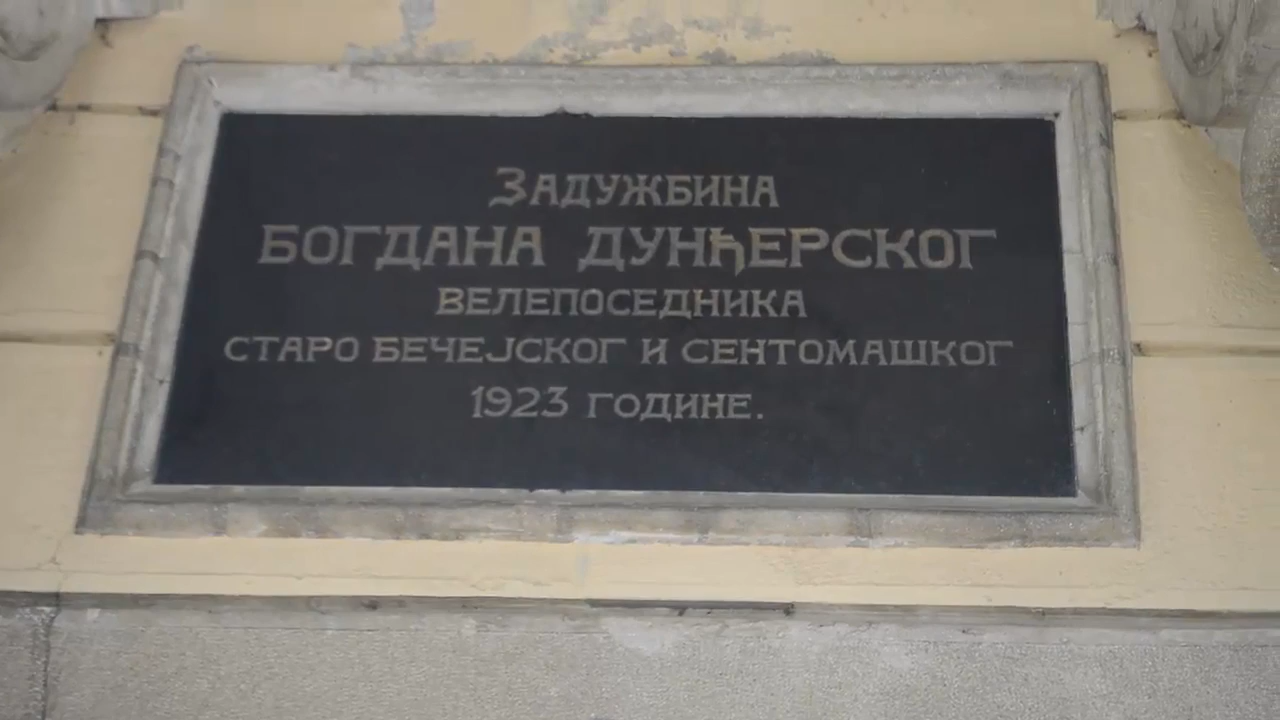 ЗАДУЖБИНА
БОГДАНА ДУНЂЕРСКОГ
ВЕЛЕПОСЕДНИКА
СТАРО БЕЧЕЈСКОГ И СЕНТОМАШКОГ
1923 ГОДИНЕ.